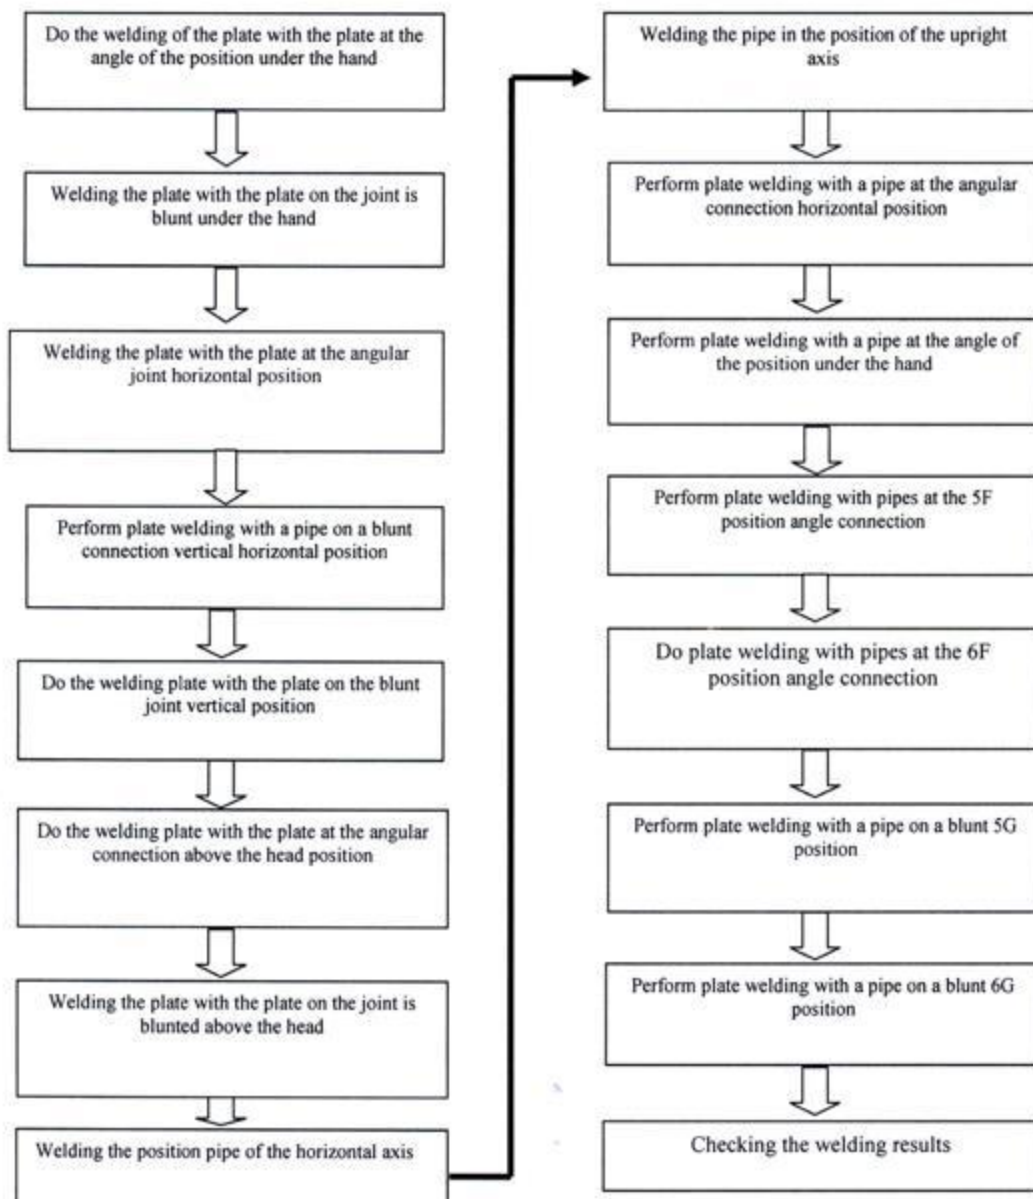 Do the welding of the plate with the plate at the
angle of the position under the hand
Welding the plate with the plate on the joint is
blunt under the hand
Welding the plate with the plate at the angular
joint horizontal position
Perform plate welding with a pipe on a blunt
connection vertical horizontal position
Do the welding plate with the plate on the blunt
joint vertical position
Do the welding plate with the plate at the angular
connection above the head position
Welding the plate with the plate on the joint is
blunted above the head
Welding the position pipe of the horizontal axis
Welding the pipe in the position of the upright
axis
Perform plate welding with a pipe at the angular
connection horizontal position
Perform plate welding with a pipe at the angle of
the position under the hand
Perform plate welding with pipes at the 5F
position angle connection
Do plate welding with pipes at the 6F
position angle connection
Perform plate welding with a pipe on a blunt 5G
position
Perform plate welding with a pipe on a blunt 6G
position
Checking the welding results